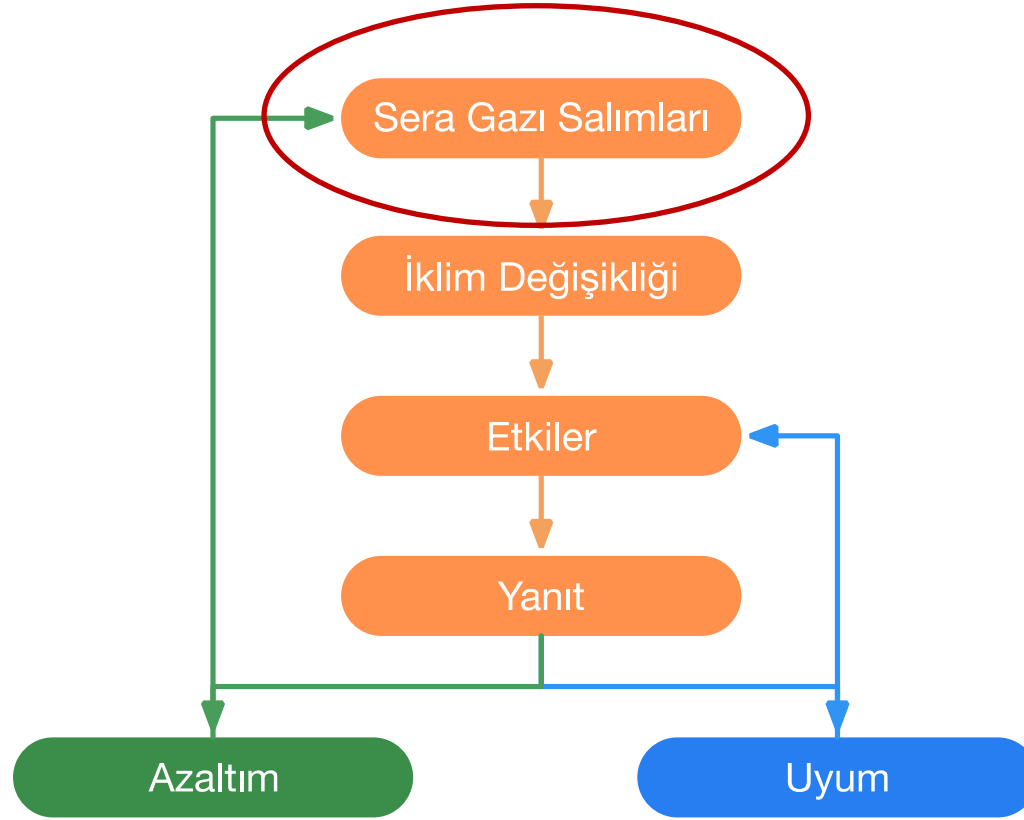 Sera Gazı Salımları
İklim Değişikliği
Etkiler
Yanıt
Azaltım
Uyum